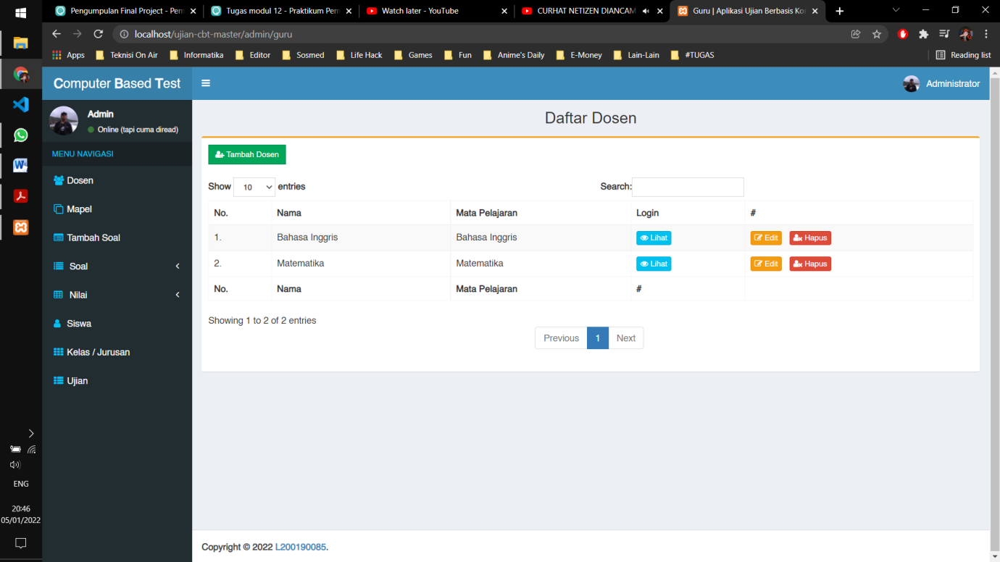 Pengumpulan Final Project - Pem
Tugas modul 12 - Praktikum Pem
Watch later - YouTube
CURHAT NETIZEN DIANCAM
Guru | Aplikasi Ujian Berbasis Ko
localhost/ujian-cbt-master/admin/guru
Apps
Teknisi On Air
Informatika
Editor
Sosmed
Life Hack
Games
Fun
Anime's Daily
E-Money
Lain-Lain
#TUGAS
Reading list
Computer Based Test
Administrator
Admin
Online (tapi cuma diread)
MENU NAVIGASI
Dosen
Mapel
Tambah Soal
Soal
Nilai
Siswa
Kelas / Jurusan
Ujian
Daftar Dosen
Tambah Dosen
Show 10 entries
Search:
No. Nama Mata Pelajaran Login #
1. Bahasa Inggris Bahasa Inggris Lihat Edit Hapus
2. Matematika Matematika Lihat Edit Hapus
No. Nama Mata Pelajaran #
Showing 1 to 2 of 2 entries
Previous 1 Next
Copyright © 2022 L200190085.
ENG
20:46
05/01/2022